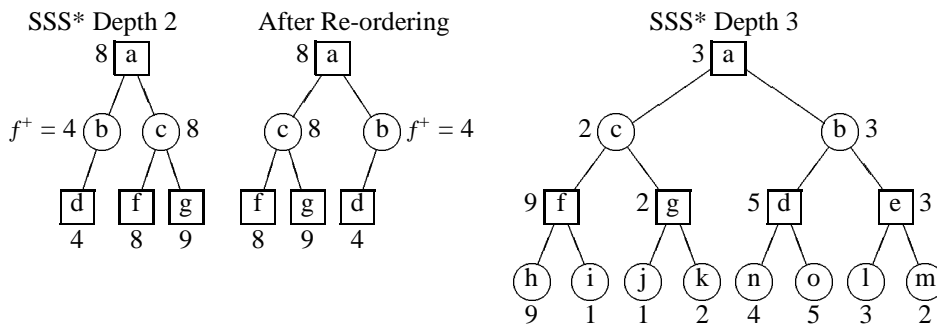 SSS* Depth 2
After Re-ordering
SSS* Depth 3
8 a
8 a
3 a
f+ = 4 b c 8
c 8 b f+ = 4
2 c b 3
d f g
f g d
9 f 2 g 5 d e 3
4 8 9
8 9 4
h i j k n o l m
9 1 1 2 4 5 3 2